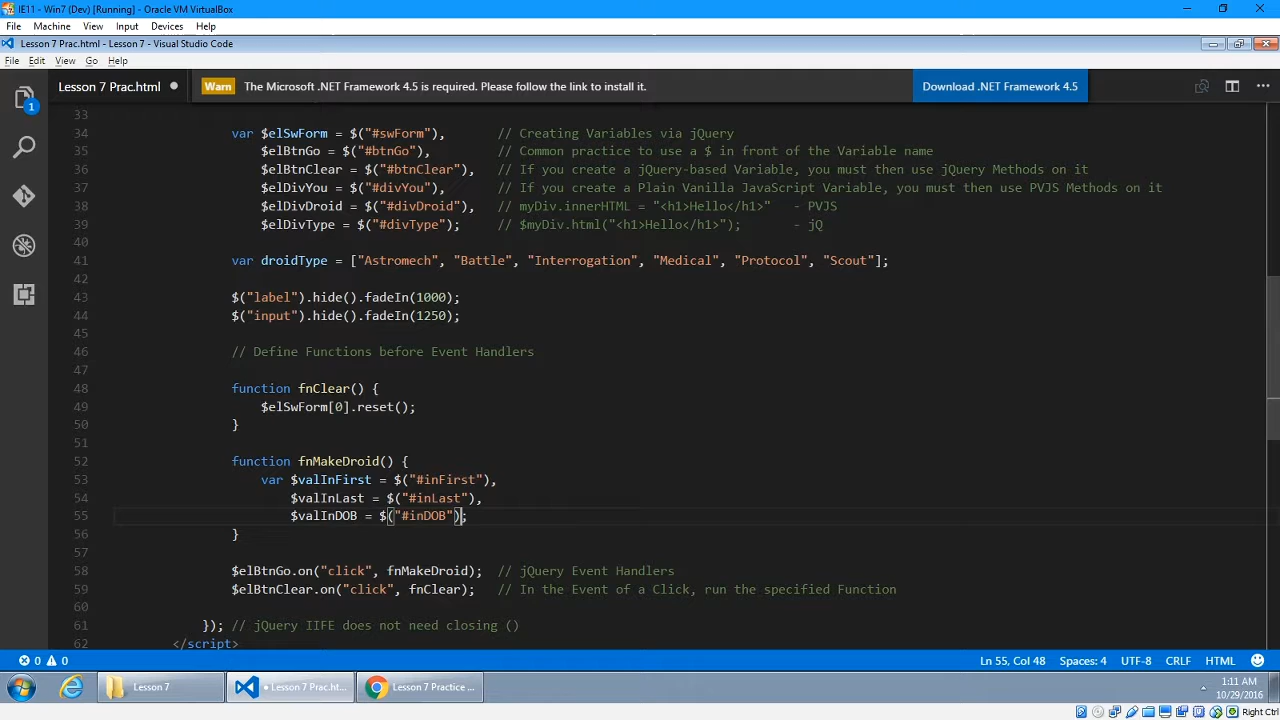 IE11 - Win7 (Dev) [Running] - Oracle VM VirtualBox
File Machine View Input Devices Help
Lesson 7 Prac.html - Lesson 7 - Visual Studio Code
File Edit View Go Help
Lesson 7 Prac.html Warn The Microsoft .NET Framework 4.5 is required. Please follow the link to install it. Download .NET Framework 4.5
33
34 var $elSwForm = $("#swForm"), // Creating Variables via jQuery
35 $elBtnGo = $("#btnGo"), // Common practice to use a $ in front of the Variable name
36 $elBtnClear = $("#btnClear"), // If you create a jQuery-based Variable, you must then use jQuery Methods on it
37 $elDivYou = $("#divYou"), // If you create a Plain Vanilla JavaScript Variable, you must then use PVJS Methods on it
38 $elDivDroid = $("#divDroid"), // myDiv.innerHTML = "<h1>Hello</h1>" - PVJS
39 $elDivType = $("#divType"); // $myDiv.html("<h1>Hello</h1>"); - jQ
40
41 var droidType = ["Astromech", "Battle", "Interrogation", "Medical", "Protocol", "Scout"];
42
43 $("label").hide().fadeIn(1000);
44 $("input").hide().fadeIn(1250);
45
46 // Define Functions before Event Handlers
47
48 function fnClear() {
49 $elSwForm[0].reset();
50 }
51
52 function fnMakeDroid() {
53 var $valInFirst = $("#inFirst"),
54 $valInLast = $("#inLast"),
55 $valInDOB = $("#inDOB");
56 }
57
58 $elBtnGo.on("click", fnMakeDroid); // jQuery Event Handlers
59 $elBtnClear.on("click", fnClear); // In the Event of a Click, run the specified Function
60
61 }); // jQuery IIFE does not need closing ()
62 </script>
0 0 Ln 55, Col 48 Spaces: 4 UTF-8 CRLF HTML
1
Lesson 7 • Lesson 7 Prac.ht... Lesson 7 Practice ... 1:11 AM
10/29/2016
Right Ctrl